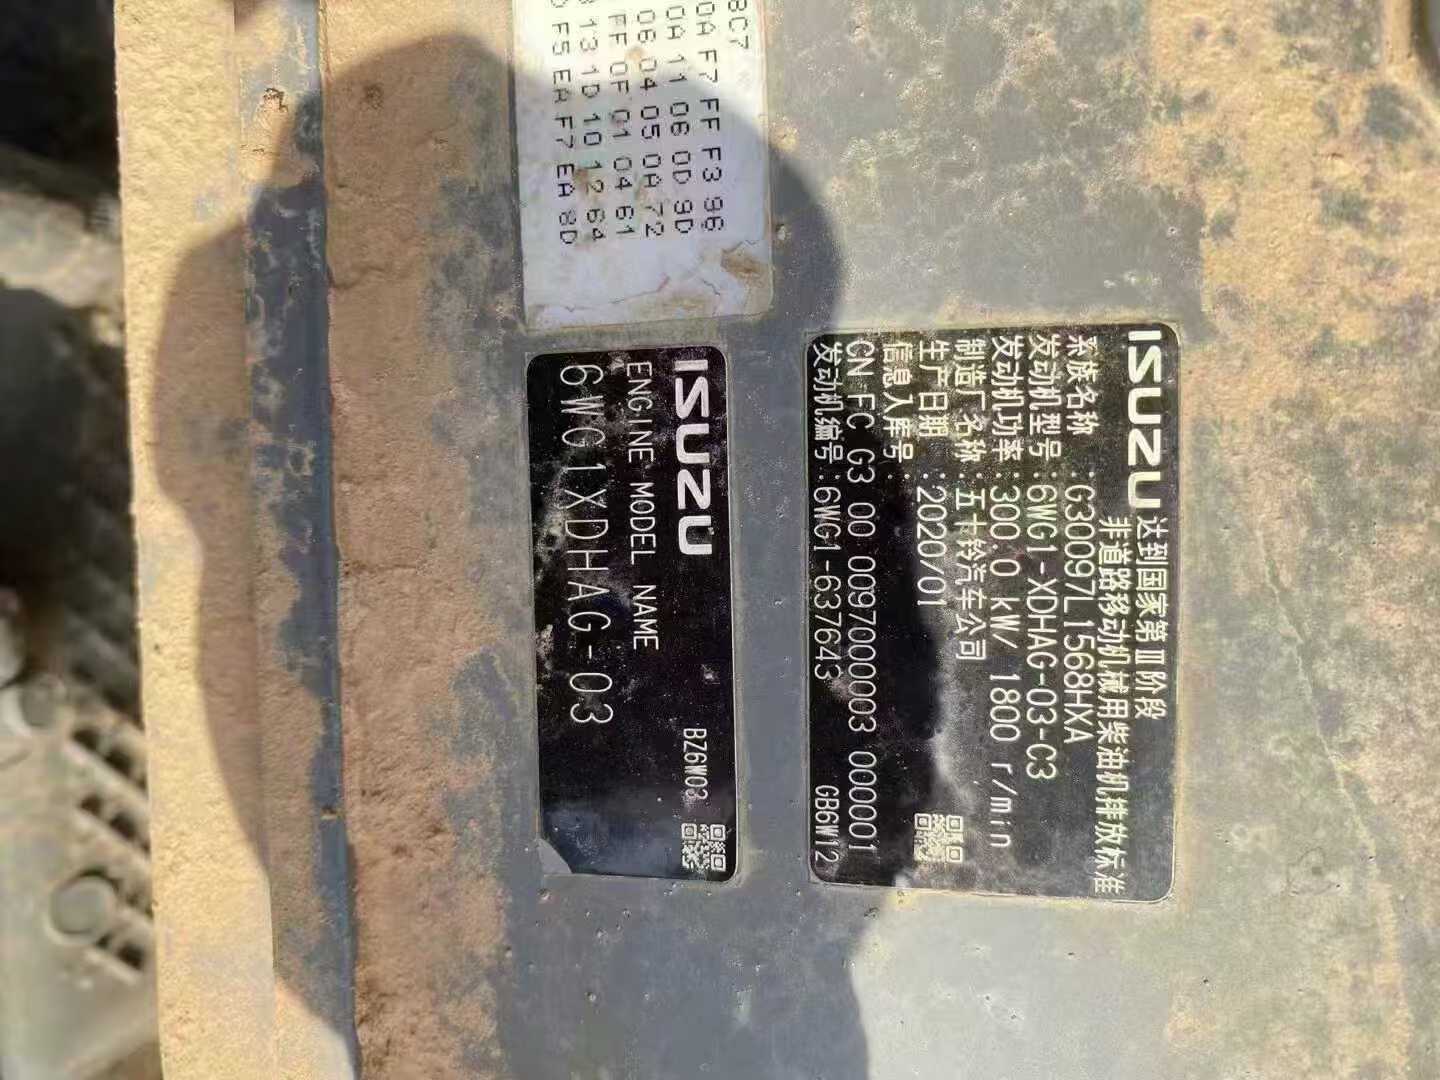 8C7
0A F7 FF F3 96
0A 11 06 0D 9D
06 04 05 0A 72
FF 0F 01 04 61
13 1D 10 12 64
F5 EA F7 EA 8D
ISUZU
ENGINE MODEL NAME
6WG1XDHAG-03
BZ6W03
ISUZU
达到国家第Ⅲ阶段
非道路移动机械用柴油机排放标准
系族名称 :G30097L1568HXA
发动机型号:6WG1-XDHAG-03-C3
发动机功率:300.0 kW/ 1800 r/min
制造厂名称:五十铃汽车公司
生产日期 :2020/01
信息入库号:
CN FC G3 00 0097000003 000001
发动机编号:6WG1-637643
GB6W12